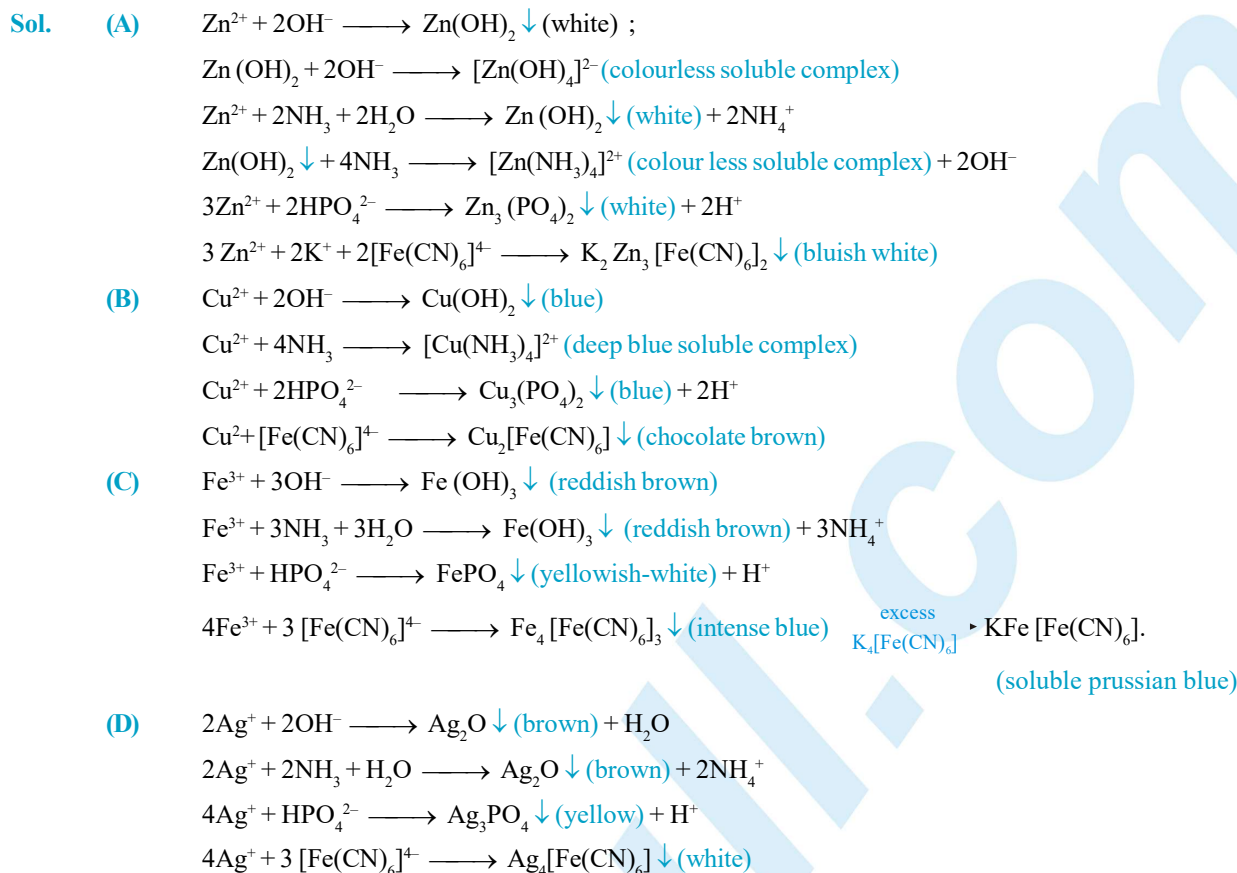 Sol. (A) Zn²⁺ + 2OH⁻ ⟶ Zn(OH)₂ ↓ (white) ;
Zn (OH)₂ + 2OH⁻ ⟶ [Zn(OH)₄]²⁻ (colourless soluble complex)
Zn²⁺ + 2NH₃ + 2H₂O ⟶ Zn (OH)₂ ↓ (white) + 2NH₄⁺
Zn(OH)₂ ↓ + 4NH₃ ⟶ [Zn(NH₃)₄]²⁺ (colour less soluble complex) + 2OH⁻
3Zn²⁺ + 2HPO₄²⁻ ⟶ Zn₃ (PO₄)₂ ↓ (white) + 2H⁺
3 Zn²⁺ + 2K⁺ + 2[Fe(CN)₆]⁴⁻ ⟶ K₂ Zn₃ [Fe(CN)₆]₂ ↓ (bluish white)
(B) Cu²⁺ + 2OH⁻ ⟶ Cu(OH)₂ ↓ (blue)
Cu²⁺ + 4NH₃ ⟶ [Cu(NH₃)₄]²⁺ (deep blue soluble complex)
Cu²⁺ + 2HPO₄²⁻ ⟶ Cu₃(PO₄)₂ ↓ (blue) + 2H⁺
Cu²+ [Fe(CN)₆]⁴⁻ ⟶ Cu₂[Fe(CN)₆] ↓ (chocolate brown)
(C) Fe³⁺ + 3OH⁻ ⟶ Fe (OH)₃ ↓ (reddish brown)
Fe³⁺ + 3NH₃ + 3H₂O ⟶ Fe(OH)₃ ↓ (reddish brown) + 3NH₄⁺
Fe³⁺ + HPO₄²⁻ ⟶ FePO₄ ↓ (yellowish-white) + H⁺
4Fe³⁺ + 3 [Fe(CN)₆]⁴⁻ ⟶ Fe₄ [Fe(CN)₆]₃ ↓ (intense blue) excess K₄[Fe(CN)₆] ‣ KFe [Fe(CN)₆].
(soluble prussian blue)
(D) 2Ag⁺ + 2OH⁻ ⟶ Ag₂O ↓ (brown) + H₂O
2Ag⁺ + 2NH₃ + H₂O ⟶ Ag₂O ↓ (brown) + 2NH₄⁺
4Ag⁺ + HPO₄²⁻ ⟶ Ag₃PO₄ ↓ (yellow) + H⁺
4Ag⁺ + 3 [Fe(CN)₆]⁴⁻ ⟶ Ag₄[Fe(CN)₆] ↓ (white)
ll.com